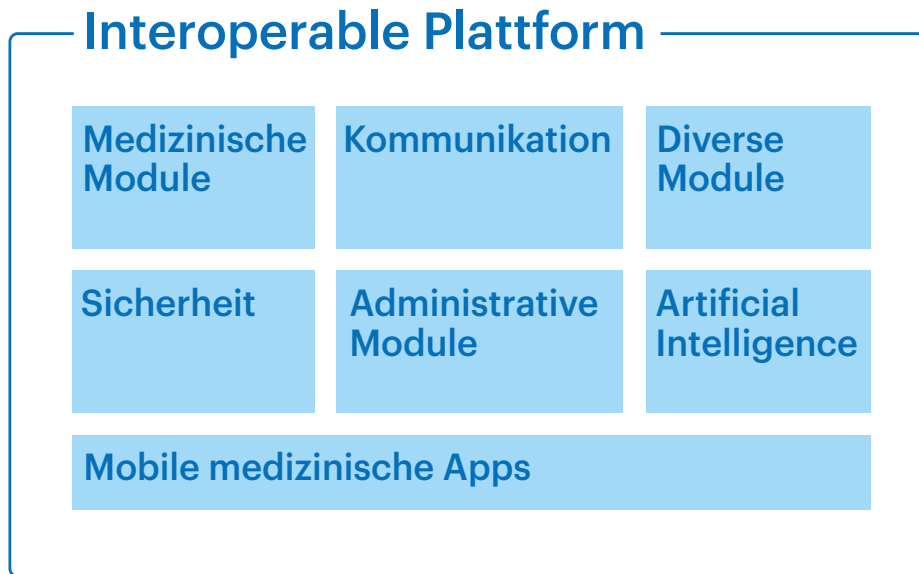 Interoperable Plattform
Medizinische
Module
Kommunikation
Diverse
Module
Sicherheit
Administrative
Module
Artificial
Intelligence
Mobile medizinische Apps